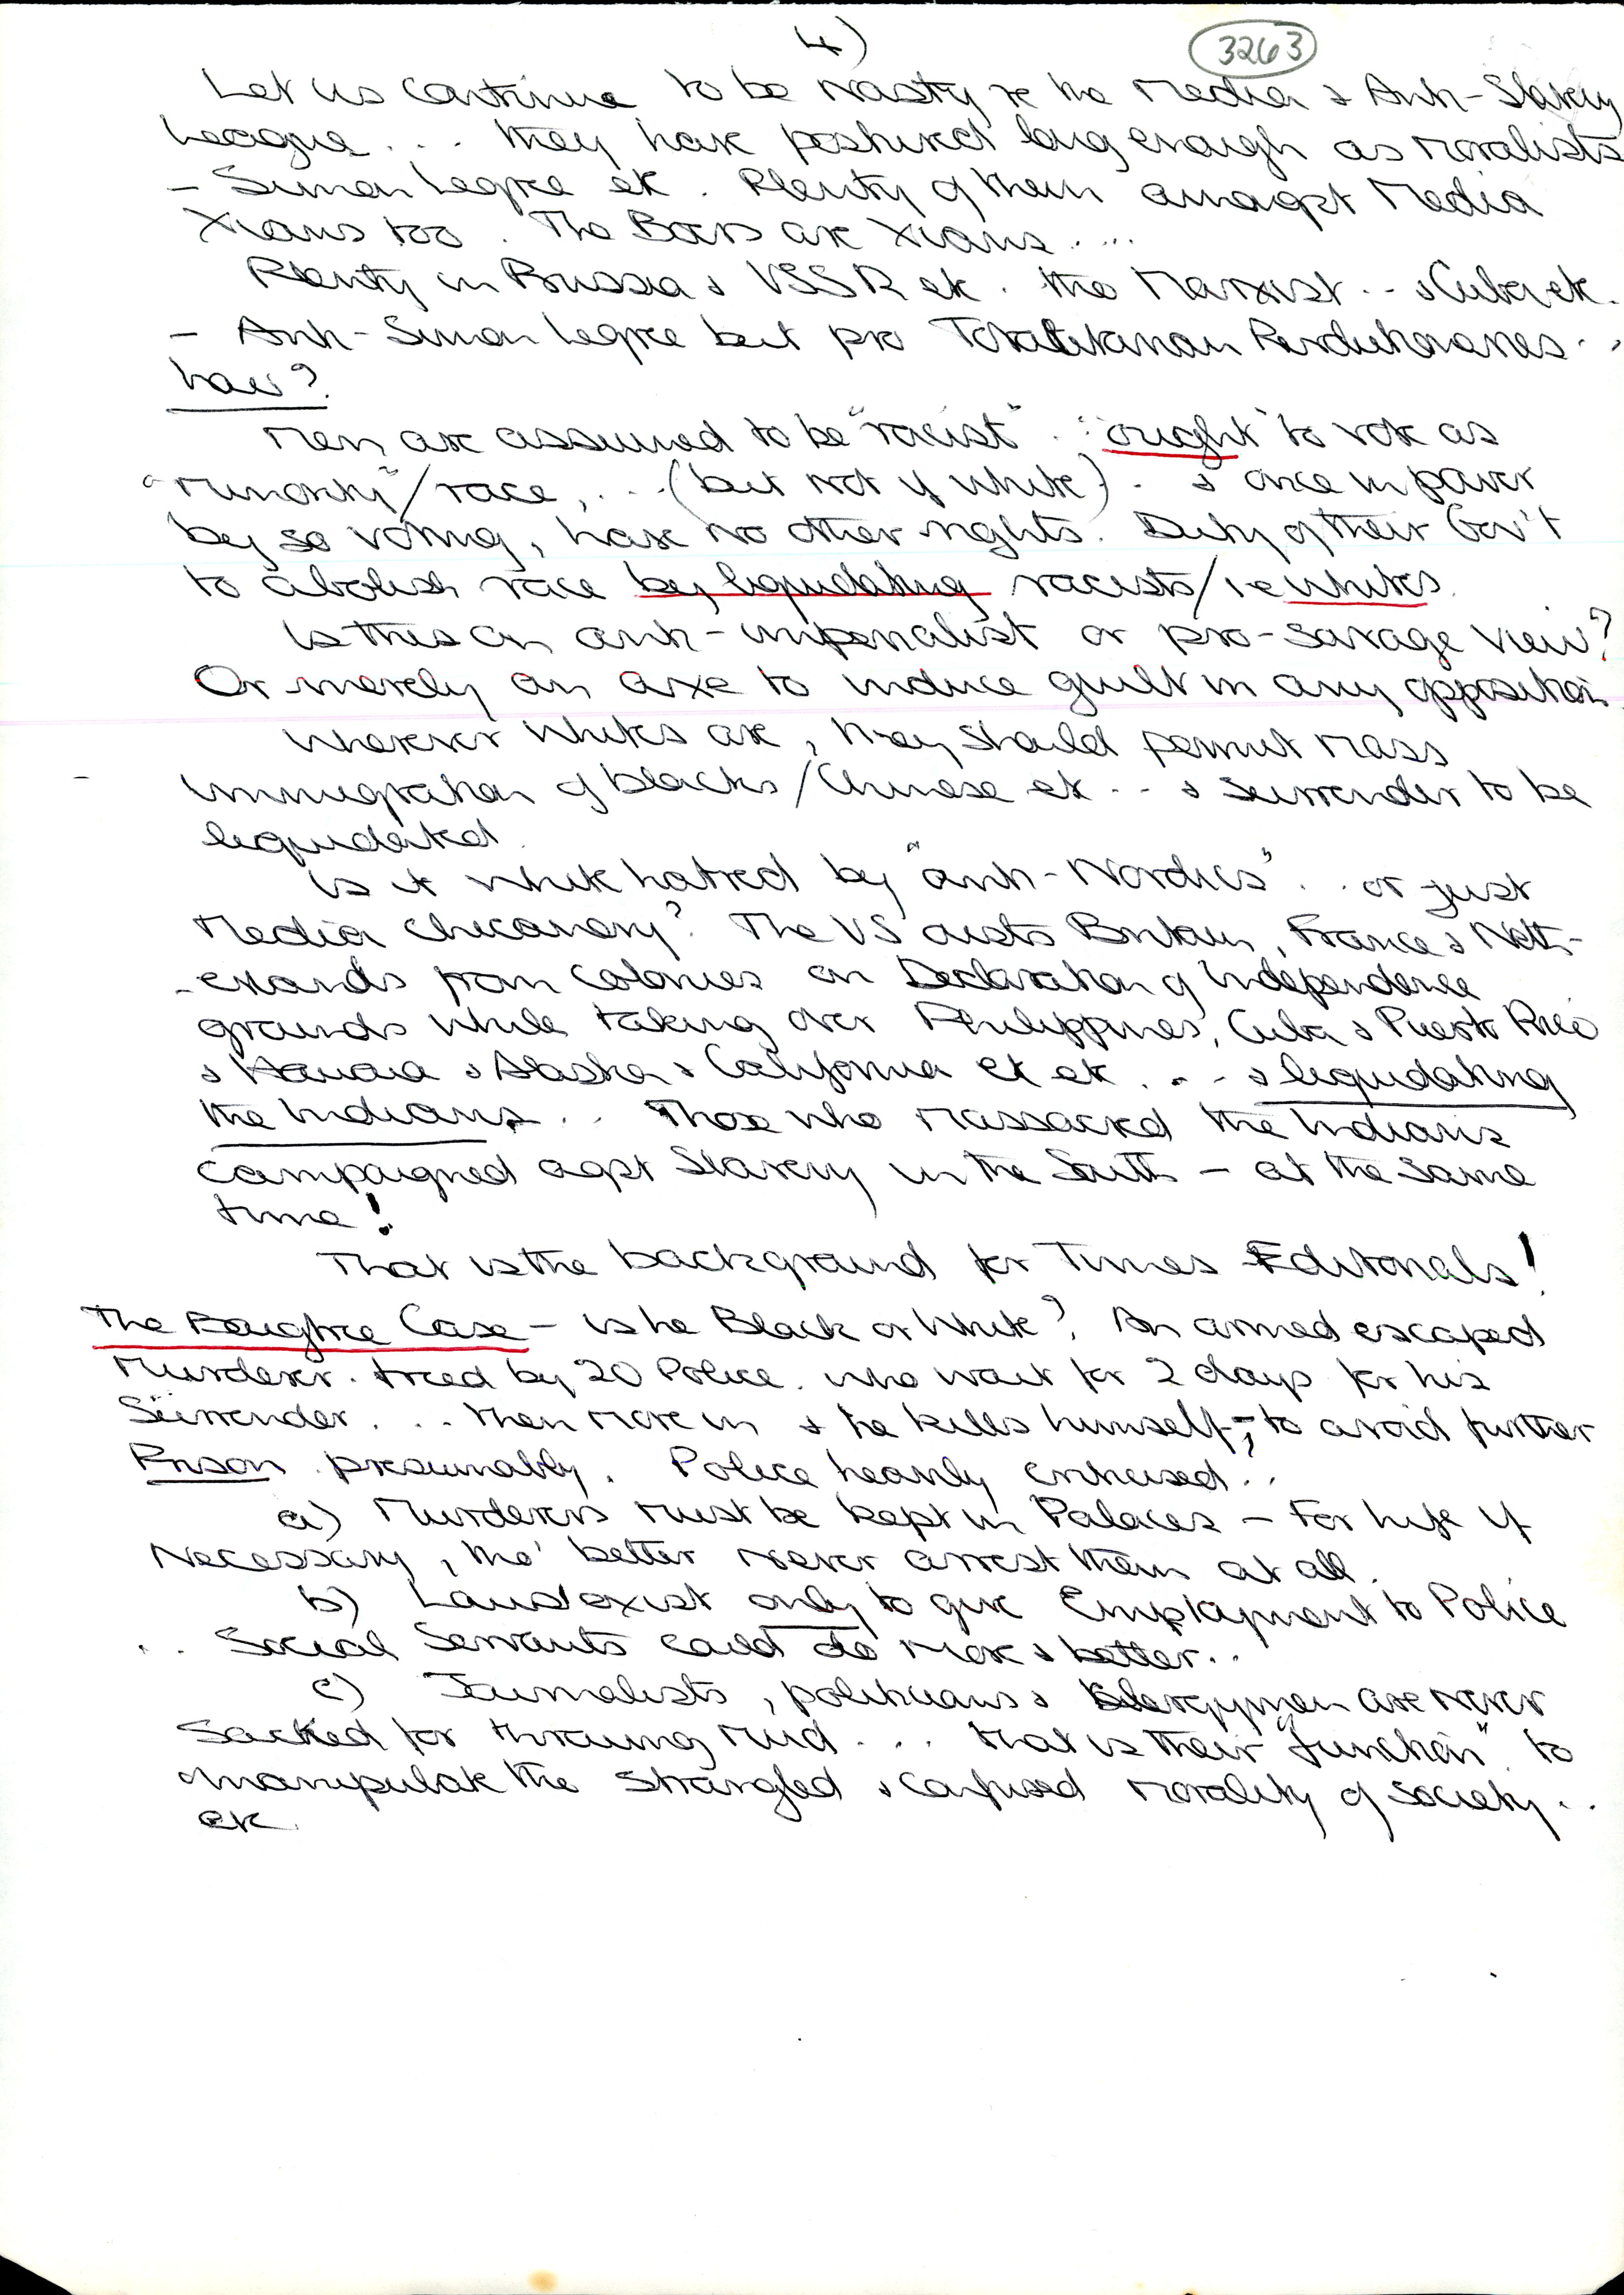 4)
3263
Let us continue to be Nasty re the Media & Anti-Slavery
League... they have postured long enough as moralists
- Simon Legree etc. Plenty of them amongst Media
Xians too. The Boers are Xians....
Plenty in Prussia & USSR etc. the Marxist.. & Cuba etc.
- Anti-Simon Legree but pro Totalitarian
how?
Men are assumed to be "racist". "ought" to vote as
"minority"/race,... (but not if white). & once in power
by so voting, have no other rights. Duty of their Gov't
to abolish race by liquidating racists/ie whites.
Is this an anti-imperialist or pro-savage view?
Or merely an axe to induce guilt in any opposition
Wherever whites are, they should permit mass
immigration of blacks/Chinese etc... & surrender to be
liquidated.
Is it white hatred by "anti-Nordics".. or just
Media chicanery? The US ousts Britain, France & Neth-
-erlands from colonies on Declaration of Independence
grounds while taking over Philippines, Cuba & Puerto Rico
& Hawaii & Alaska & California etc etc... & liquidating
the Indians... Those who massacred the Indians
campaigned agst Slavery in the South - at the same
time!
That is the background for Times Editorials!
The Case - is he Black or White? An armed escaped
Murderer. treed by 20 Police. who wait for 2 days for his
Surrender... then move in & he kills himself; - to avoid further
Prison presumably. Police heavily criticised..
a) Murderers must be kept in Palaces - for life if
Necessary, tho' better never arrest them at all.
b) Laws exist only to give Employment to Police
.. Social Servants could do more & better..
c) Journalists, politicians & clergymen are never
Sacked for throwing mud... that is their "function" to
manipulate the strangled & confused morality of society..
etc.